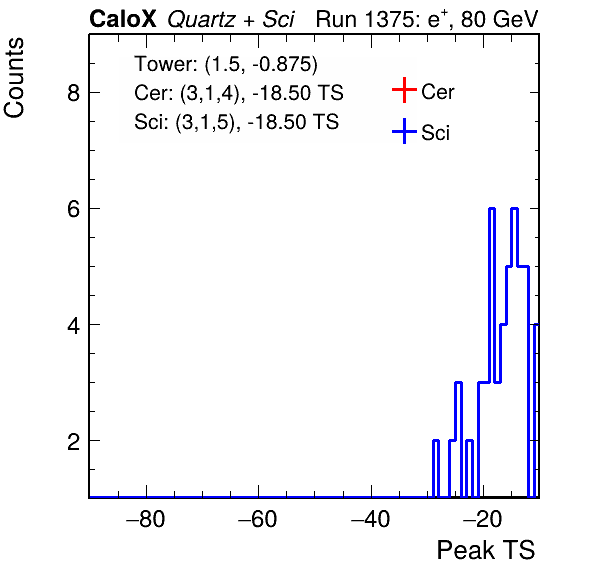 CaloX Quartz + Sci Run 1375: e⁺, 80 GeV
Counts
Tower: (1.5, -0.875)
Cer: (3,1,4), -18.50 TS
Sci: (3,1,5), -18.50 TS
Cer
Sci
8
6
4
2
−80 −60 −40 −20
Peak TS